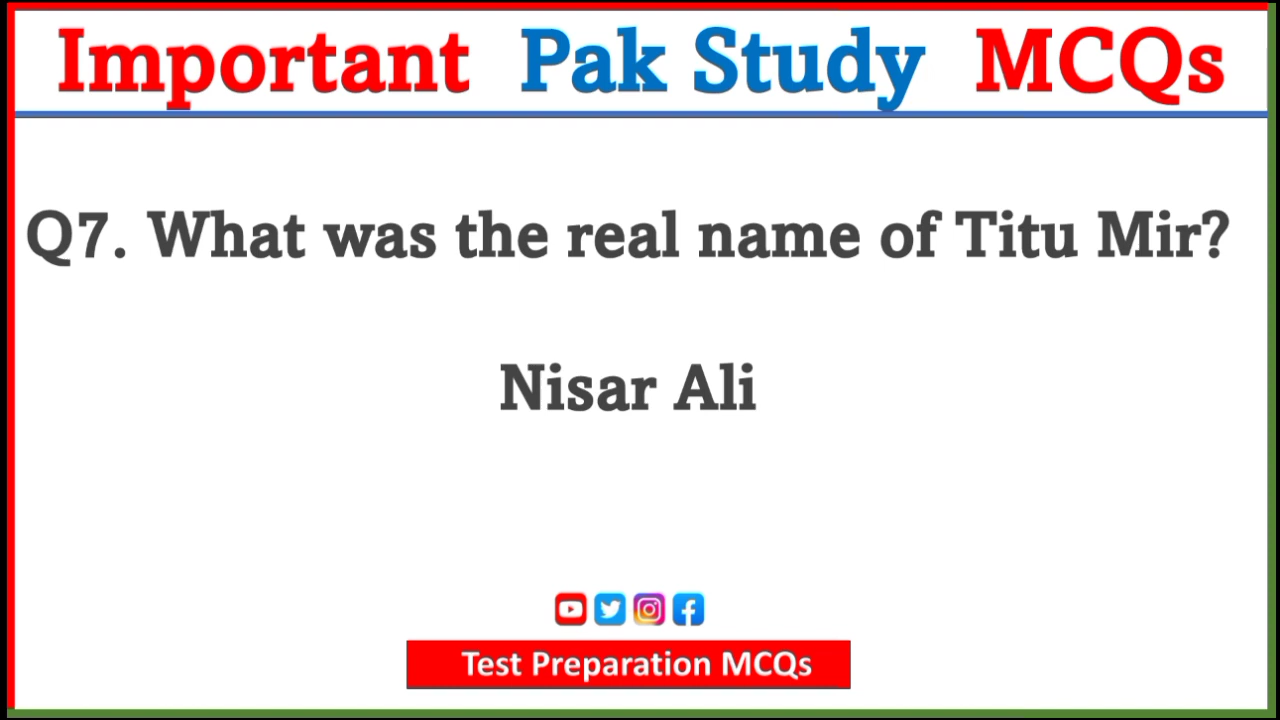 Important Pak Study MCQs
Q7. What was the real name of Titu Mir?
Nisar Ali
Test Preparation MCQs